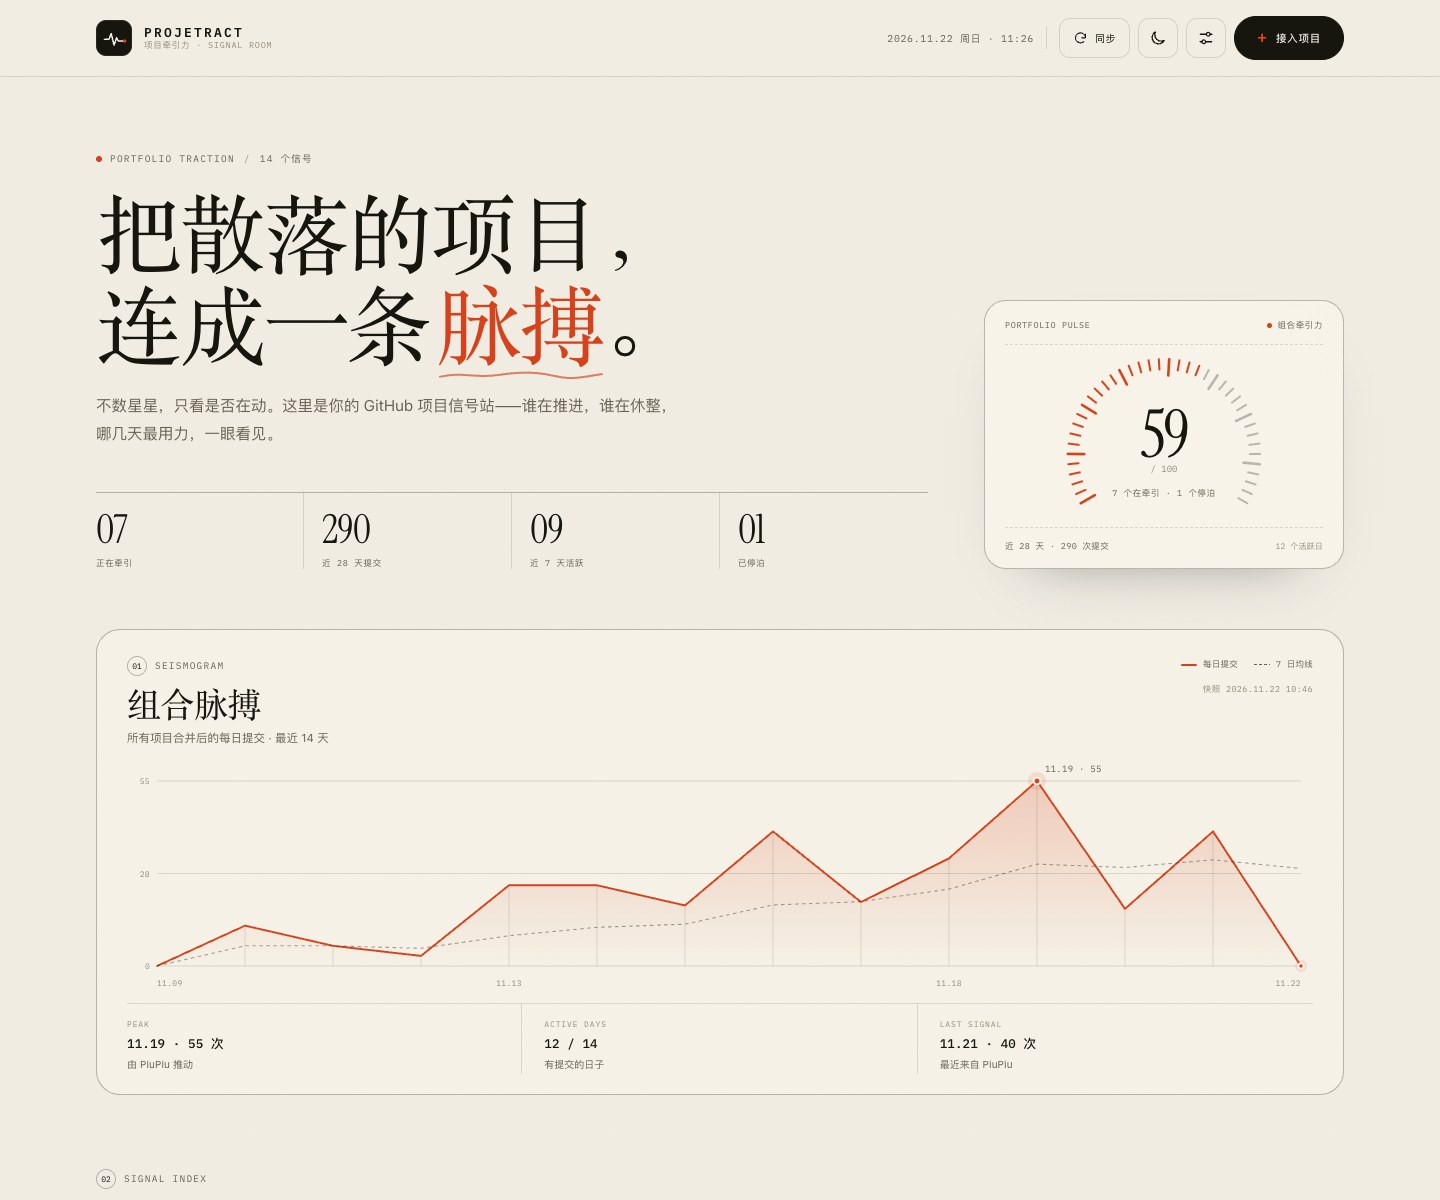 PROJETRACT
项目牵引力 · SIGNAL ROOM
2026.11.22 周日 · 11:26
同步
+ 接入项目
PORTFOLIO TRACTION / 14 个信号
把散落的项目，
连成一条脉搏。
不数星星，只看是否在动。这里是你的 GitHub 项目信号站——谁在推进，谁在休整，
哪几天最用力，一眼看见。
07
正在牵引
290
近 28 天提交
09
近 7 天活跃
01
已停泊
PORTFOLIO PULSE
组合牵引力
59
/ 100
7 个在牵引 · 1 个停泊
近 28 天 · 290 次提交
12 个活跃日
01 SEISMOGRAM
组合脉搏
所有项目合并后的每日提交 · 最近 14 天
每日提交
7 日均线
快照 2026.11.22 10:46
11.19 · 55
55
28
0
11.09
11.13
11.18
11.22
PEAK
11.19 · 55 次
由 PiuPiu 推动
ACTIVE DAYS
12 / 14
有提交的日子
LAST SIGNAL
11.21 · 40 次
最近来自 PiuPiu
02 SIGNAL INDEX